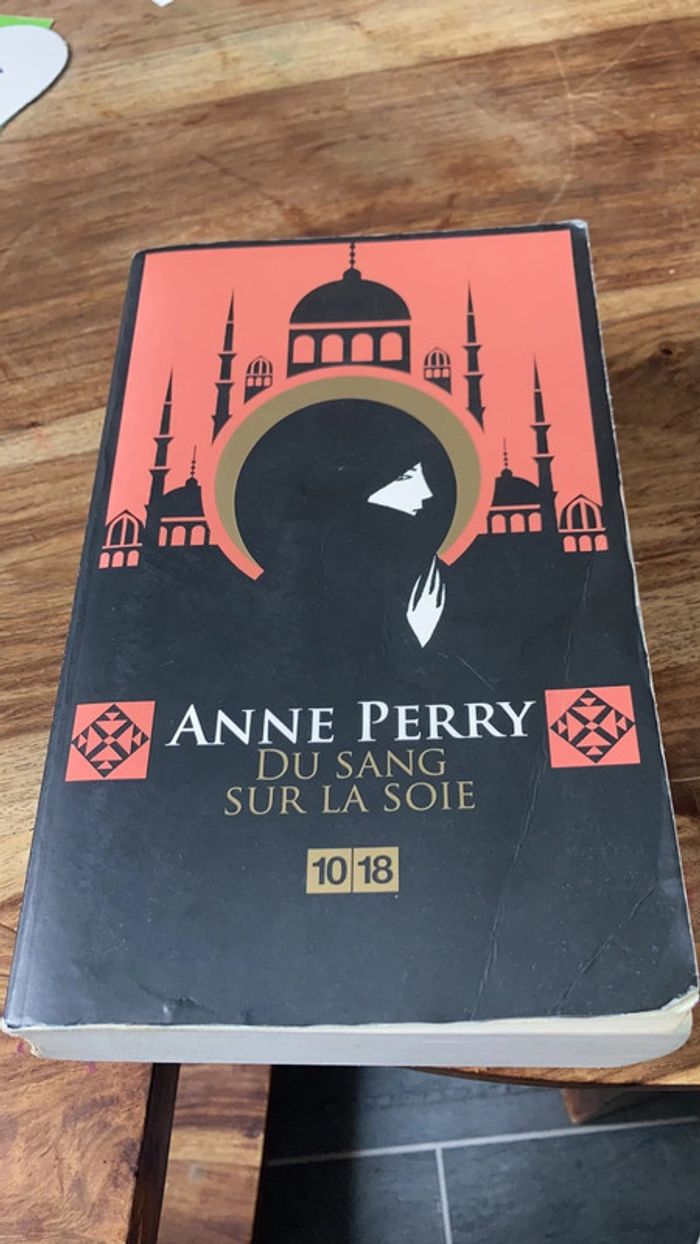 ANNE PERRY
DU SANG
SUR LA SOIE
10 18